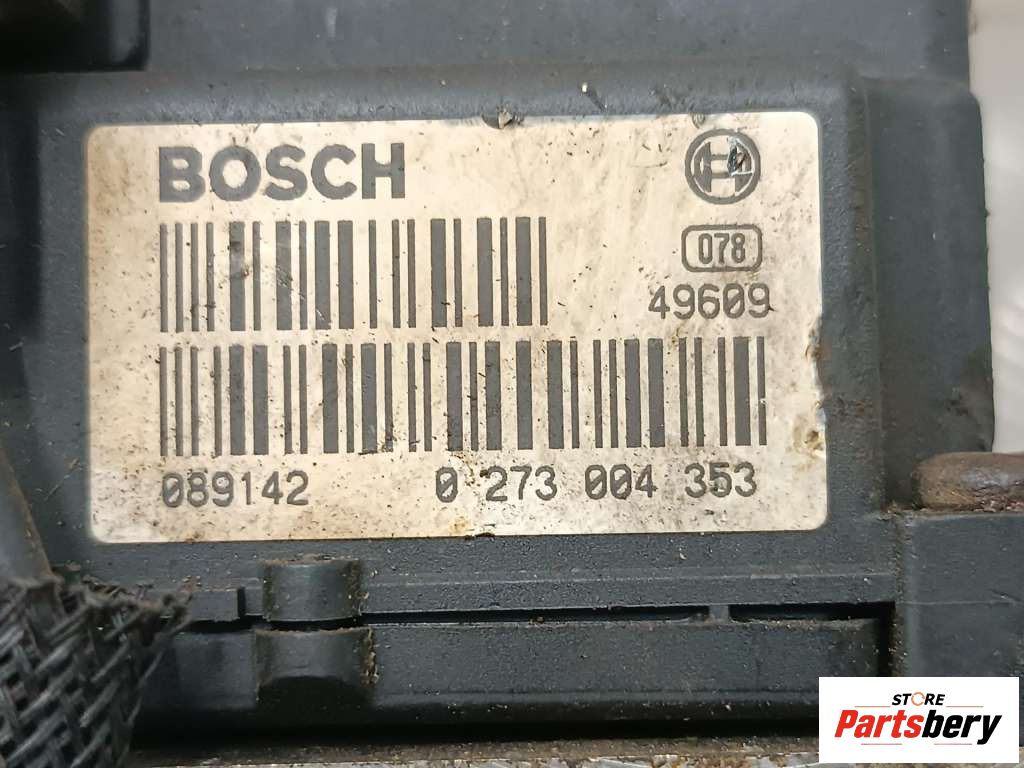 BOSCH
078
49609
089142 0 273 004 353
STORE
Partsbery